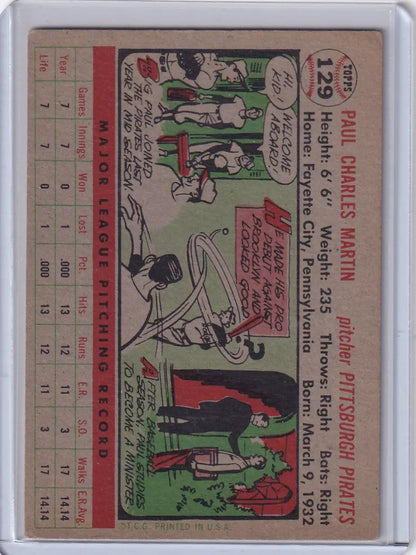 TOPPS
129
PAUL CHARLES MARTIN pitcher PITTSBURGH PIRATES
Height: 6' 6" Weight: 235 Throws: Right Bats: Right
Home: Fayette City, Pennsylvania Born: March 9, 1932
HI, KID!
WELCOME
ABOARD!
BIG PAUL JOINED
THE PIRATES LAST
YEAR IN MID SEASON.
HE MADE HIS PRO
DEBUT AGAINST
BROOKLYN AND
LOOKED GOOD
?
AFTER BASEBALL
SEASON, PAUL STUDIES
TO BECOME A MINISTER
MAJOR LEAGUE PITCHING RECORD
Games Innings Won Lost Pct. Hits Runs E.R. S.O. Walks E.R.Avg.
Year 7 7 0 1 .000 13 12 11 3 17 14.14
Life 7 7 0 1 .000 13 12 11 3 17 14.14
©T.C.G. PRINTED IN U.S.A.